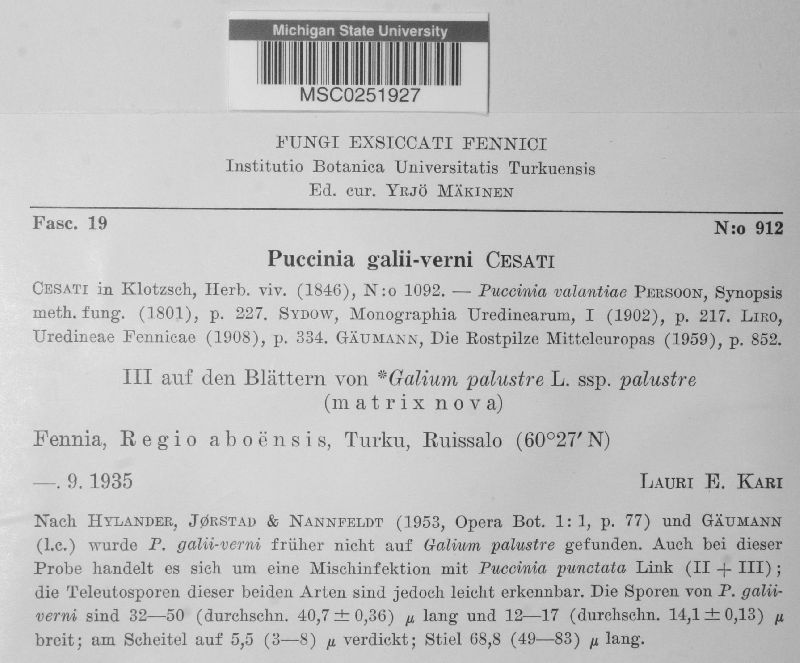 Michigan State University
MSC0251927
FUNGI EXSICCATI FENNICI
Institutio Botanica Universitatis Turkuensis
Ed. cur. YRJÖ MÄKINEN
Fasc. 19
N:o 912
Puccinia galii-verni CESATI
CESATI in Klotzsch, Herb. viv. (1846), N:o 1092. — Puccinia valantiae PERSOON, Synopsis
meth. fung. (1801), p. 227. SYDOW, Monographia Uredinearum, I (1902), p. 217. LIRO,
Uredineae Fennicae (1908), p. 334. GÄUMANN, Die Rostpilze Mitteleuropas (1959), p. 852.
III auf den Blättern von *Galium palustre L. ssp. palustre
(matrix nova)
Fennia, Regio aboënsis, Turku, Ruissalo (60°27′ N)
—. 9. 1935
LAURI E. KARI
Nach HYLANDER, JØRSTAD & NANNFELDT (1953, Opera Bot. 1: 1, p. 77) und GÄUMANN
(l.c.) wurde P. galii-verni früher nicht auf Galium palustre gefunden. Auch bei dieser
Probe handelt es sich um eine Mischinfektion mit Puccinia punctata Link (II + III);
die Teleutosporen dieser beiden Arten sind jedoch leicht erkennbar. Die Sporen von P. galii-
verni sind 32—50 (durchschn. 40,7 ± 0,36) μ lang und 12—17 (durchschn. 14,1 ± 0,13) μ
breit; am Scheitel auf 5,5 (3—8) μ verdickt; Stiel 68,8 (49—83) μ lang.